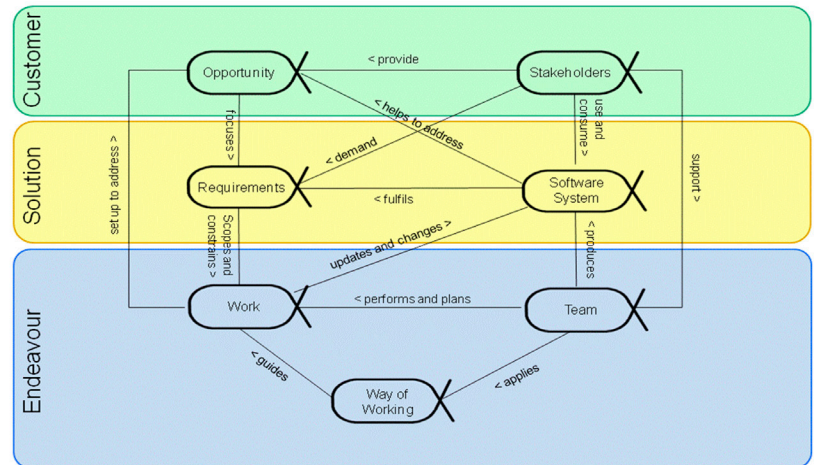 Customer
Opportunity
< provide
Stakeholders
focuses >
< helps to address
use and
consume >
< demand
set up to address >
support >
Solution
Requirements
< fulfils
Software
System
Scopes and
constrains >
updates and changes >
< produces
Endeavour
Work
< performs and plans
Team
< guides
< applies
Way of
Working